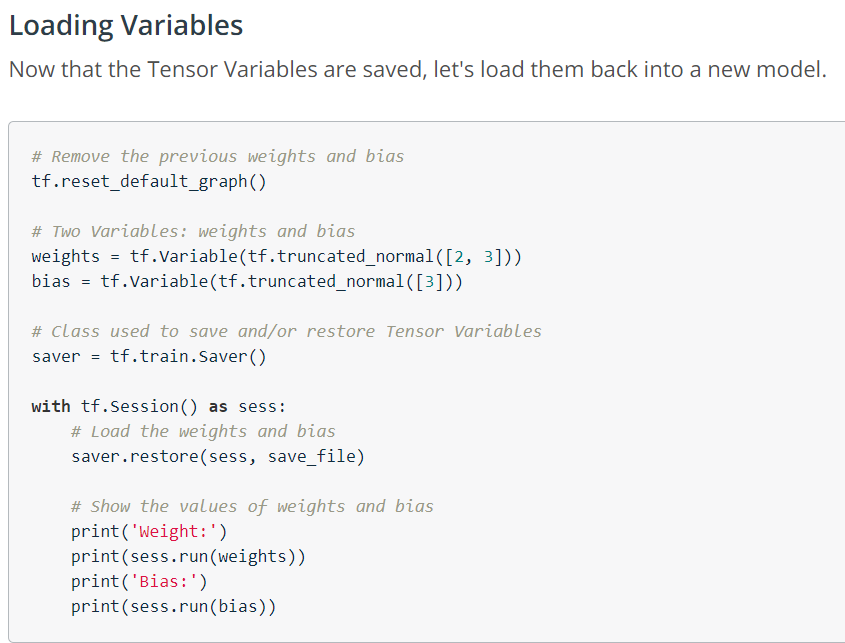 Loading Variables
Now that the Tensor Variables are saved, let's load them back into a new model.
# Remove the previous weights and bias
tf.reset_default_graph()
# Two Variables: weights and bias
weights = tf.Variable(tf.truncated_normal([2, 3]))
bias = tf.Variable(tf.truncated_normal([3]))
# Class used to save and/or restore Tensor Variables
saver = tf.train.Saver()
with tf.Session() as sess:
    # Load the weights and bias
    saver.restore(sess, save_file)
    # Show the values of weights and bias
    print('Weight:')
    print(sess.run(weights))
    print('Bias:')
    print(sess.run(bias))